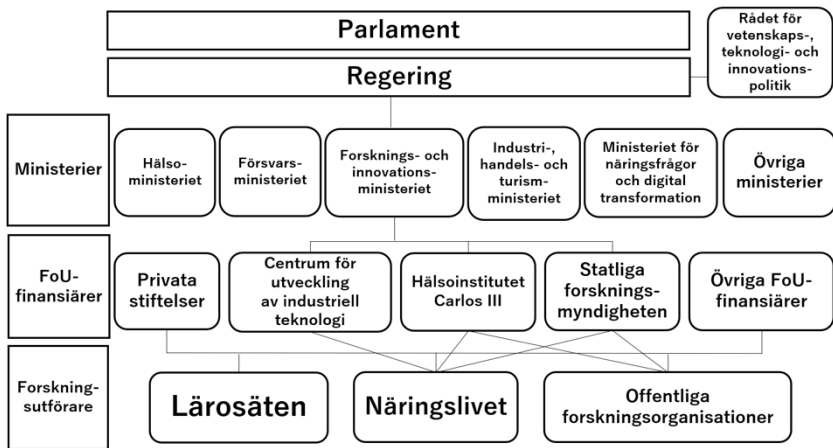 Parlament
Rådet för
vetenskaps-,
teknologi- och
innovations-
politik
Regering
Ministerier
Hälso-
ministeriet
Försvars-
ministeriet
Forsknings- och
innovations-
ministeriet
Industri-,
handels- och
turism-
ministeriet
Ministeriet för
näringsfrågor
och digital
transformation
Övriga
ministerier
FoU-
finansiärer
Privata
stiftelser
Centrum för
utveckling
av industriell
teknologi
Hälsoinstitutet
Carlos III
Statliga
forsknings-
myndigheten
Övriga FoU-
finansiärer
Forsknings-
utförare
Lärosäten
Näringslivet
Offentliga
forskningsorganisationer